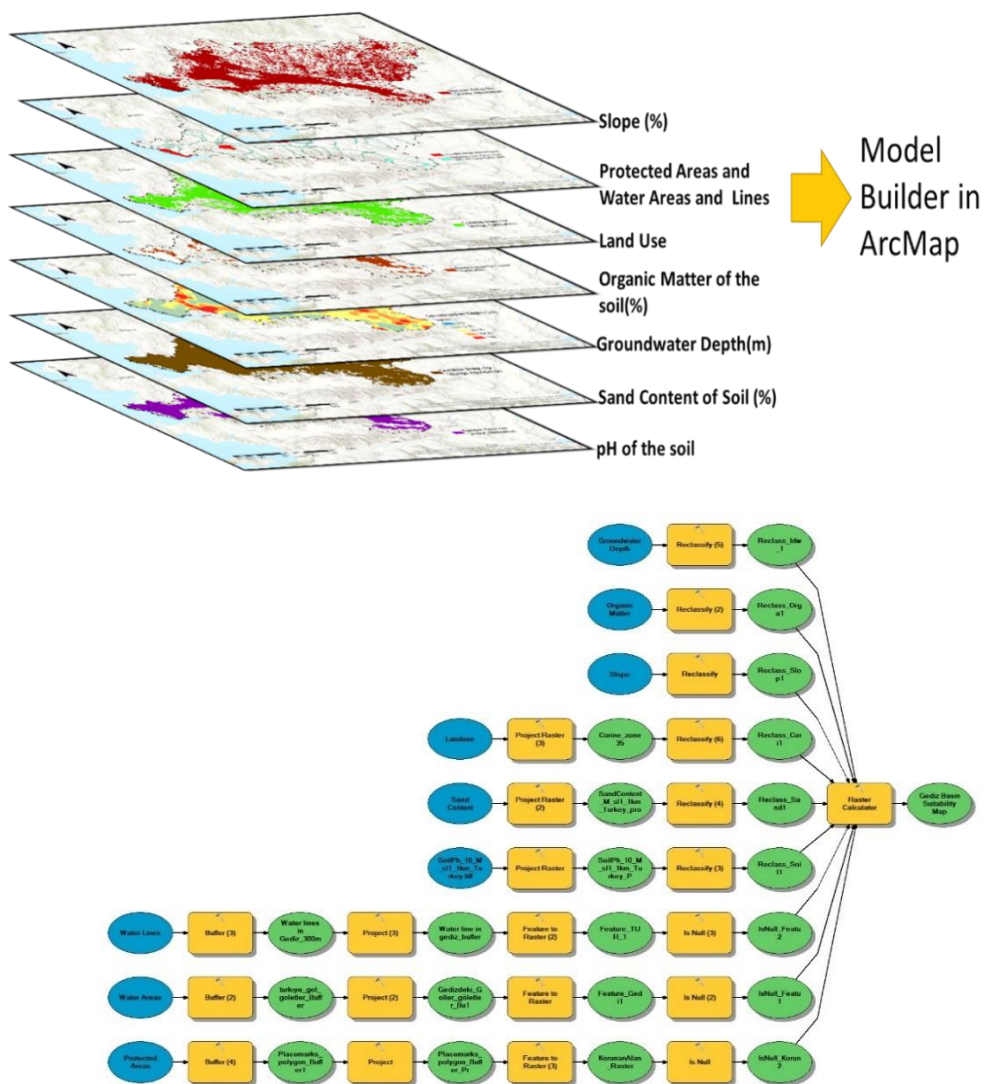 Slope (%)
Protected Areas and
Water Areas and Lines
Land Use
Organic Matter of the
soil(%)
Groundwater Depth(m)
Sand Content of Soil (%)
pH of the soil
Model
Builder in
ArcMap
Groundwater
Depth
Reclassify (5)
Reclass_Idw
_1
Organic
Matter
Reclassify (2)
Reclass_Org
a1
Slope
Reclassify
Reclass_Slo
p1
Landuse
Project Raster
(3)
Corine_zone
35
Reclassify (6)
Reclass_Cor
i1
Sand
Content
Project Raster
(2)
SandContent
_M_sl1_1km
_Turkey_pro
Reclassify (4)
Reclass_Sa
nd1
Raster
Calculator
Gediz Basin
Suitability
Map
SoilPh_10_M
_sl1_1km_Tu
rkey.tiff
Project Raster
SoilPh_10_M
_sl1_1km_Tu
rkey_P
Reclassify (3)
Reclass_Soi
l1
Water Lines
Buffer (3)
Water lines
in
Gediz_300m
Project (3)
Water line in
gediz_buffer
Feature to
Raster (2)
Feature_TU
R_1
Is Null (3)
IsNull_Featu
2
Water Areas
Buffer (2)
turkiye_gol_
goletler_Buff
er
Project (2)
Gedizdeki_G
oller_goletle
r_Bu1
Feature to
Raster
Feature_Ged
i1
Is Null (2)
IsNull_Featu
1
Protected
Areas
Buffer (4)
Placemarks_
polygon_Buf
fer1
Project
Placemarks_
polygon_Buf
fer_Pr
Feature to
Raster (3)
KorunanAlan
_Raster
Is Null
IsNull_Korun
2